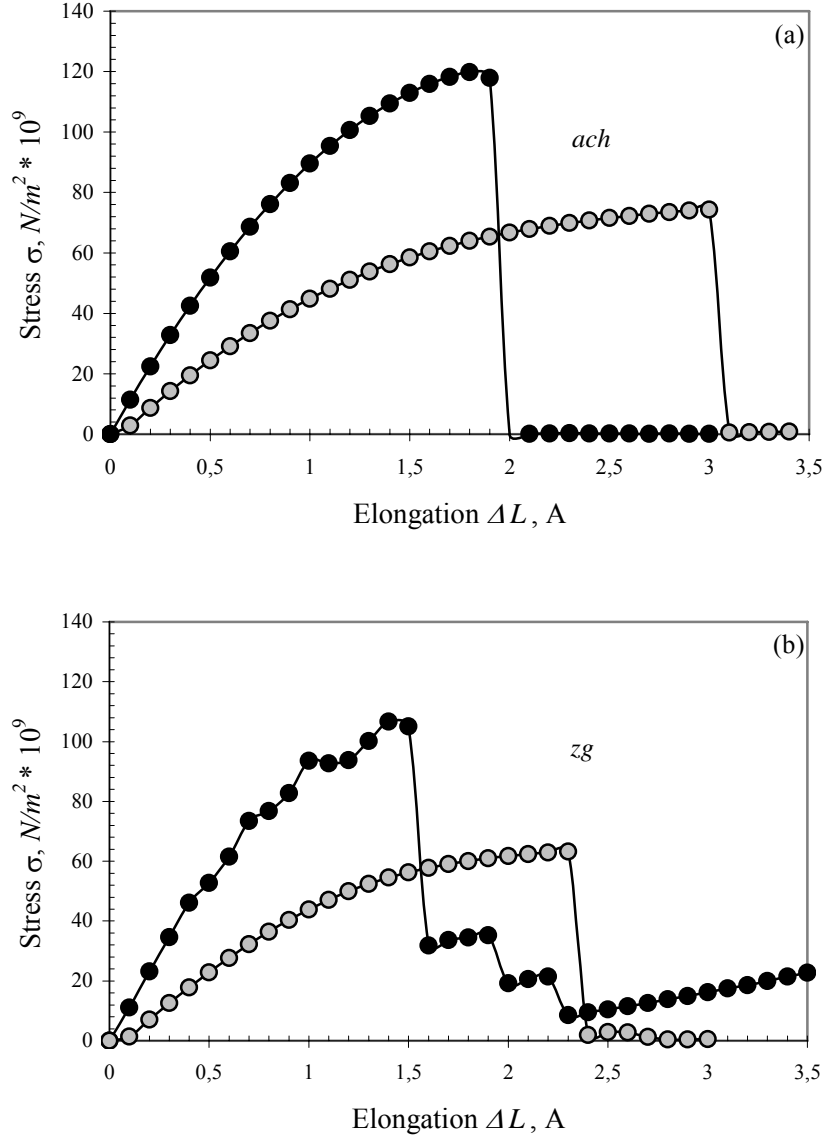 140
(a)
120
ach
100
80
60
40
20
0
Stress σ, N/m² * 10⁹
0 0,5 1 1,5 2 2,5 3 3,5
Elongation ΔL, A
140
(b)
120
zg
100
80
60
40
20
0
Stress σ, N/m² * 10⁹
0 0,5 1 1,5 2 2,5 3 3,5
Elongation ΔL, A